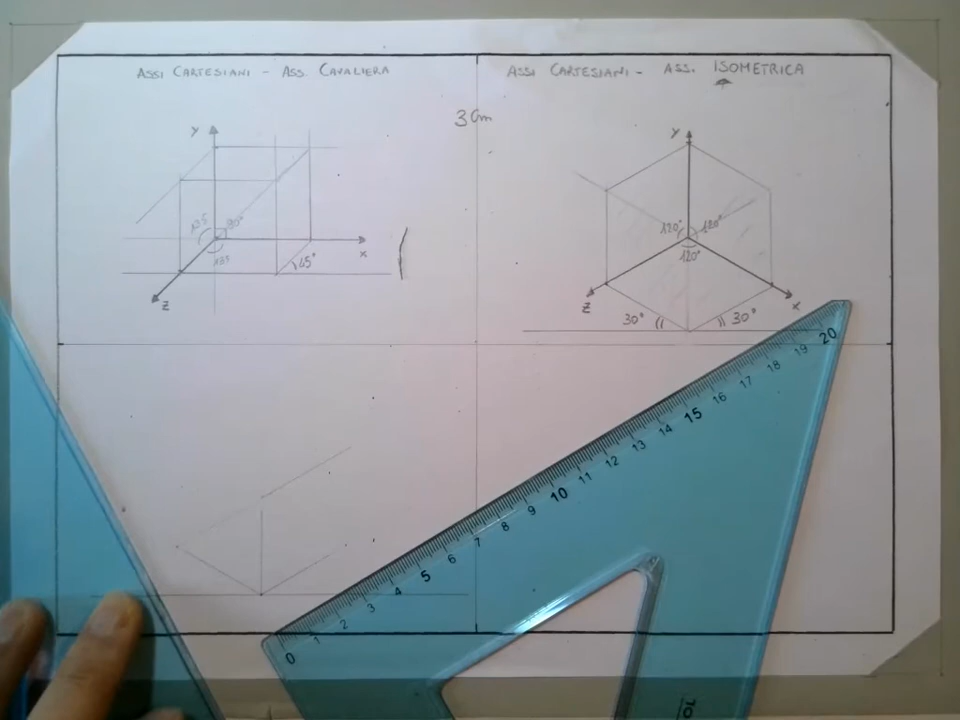 ASSI CARTESIANI - ASS. CAVALIERA
ASSI CARTESIANI - ASS. ISOMETRICA
3 Cm
Y
135
90°
135
X
45°
Z
Y
120°
120°
120°
Z
X
30°
30°
0 1 2 3 4 5 6 7 8 9 10 11 12 13 14 15 16 17 18 19 20
10